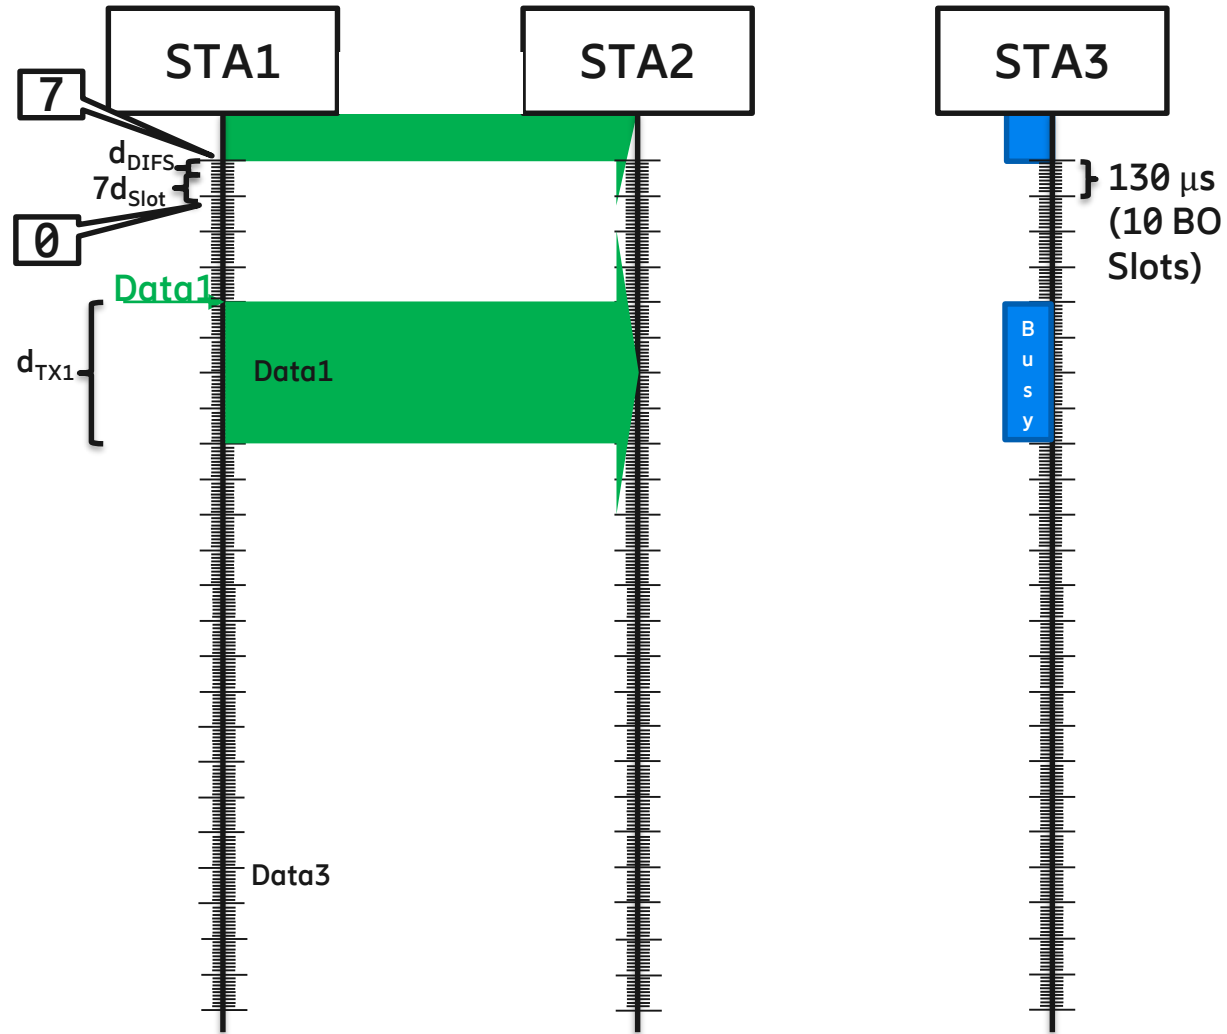 STA1
STA2
STA3
7
dDIFS
7dSlot
0
130 μs
(10 BO
Slots)
Data1
dTX1
Data1
B
u
s
y
Data3